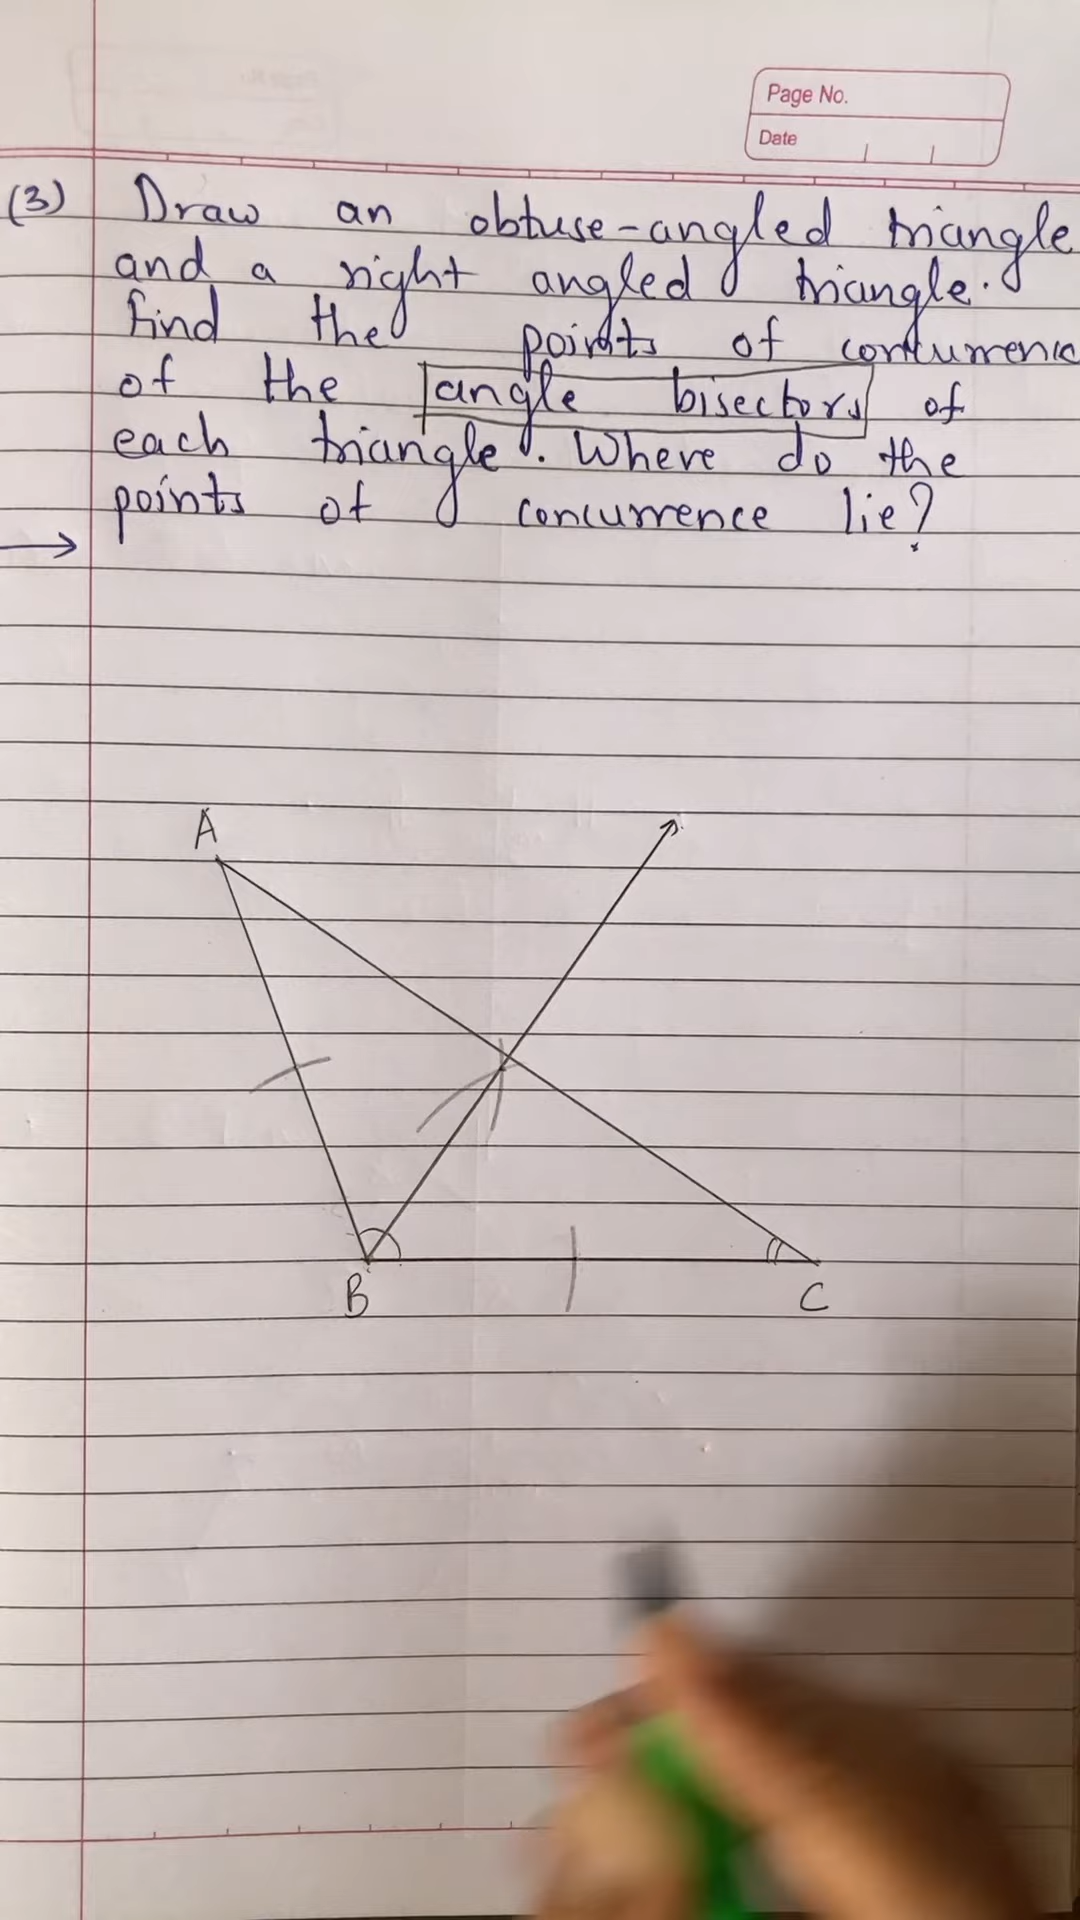 Page No.
Date
(3) Draw an obtuse-angled triangle
and a right angled triangle.
find the points of concurrence
of the angle bisectors of
each triangle. Where do the
points of concurrence lie?
A
B
C